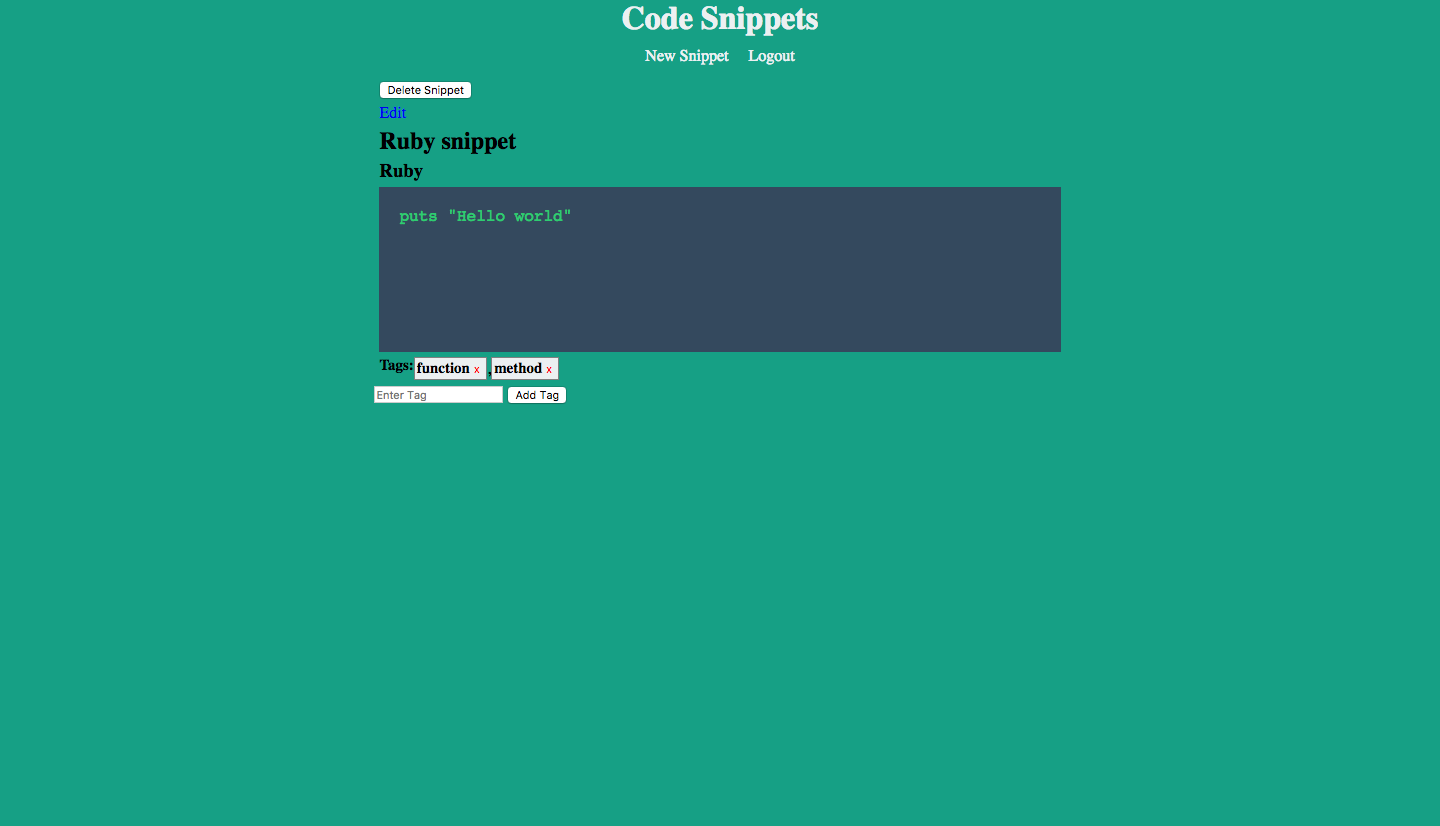 Code Snippets
New Snippet Logout
Delete Snippet
Edit
Ruby snippet
Ruby
puts "Hello world"
Tags: function x , method x
Enter Tag Add Tag